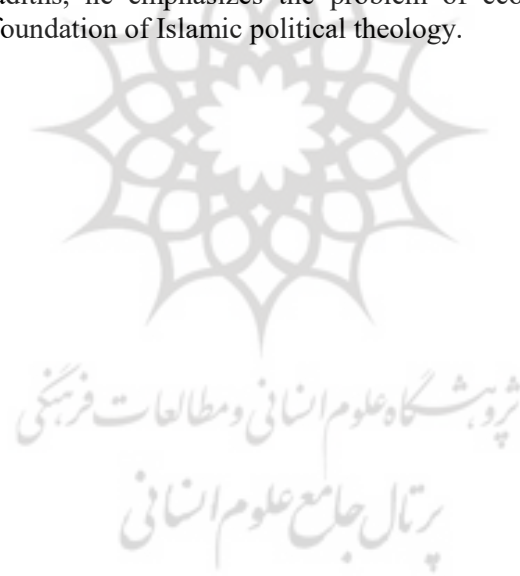 adiths, he emphasizes the problem of eco
foundation of Islamic political theology.
پژوهشگاه علوم انسانی و مطالعات فرهنگی
پرتال جامع علوم انسانی